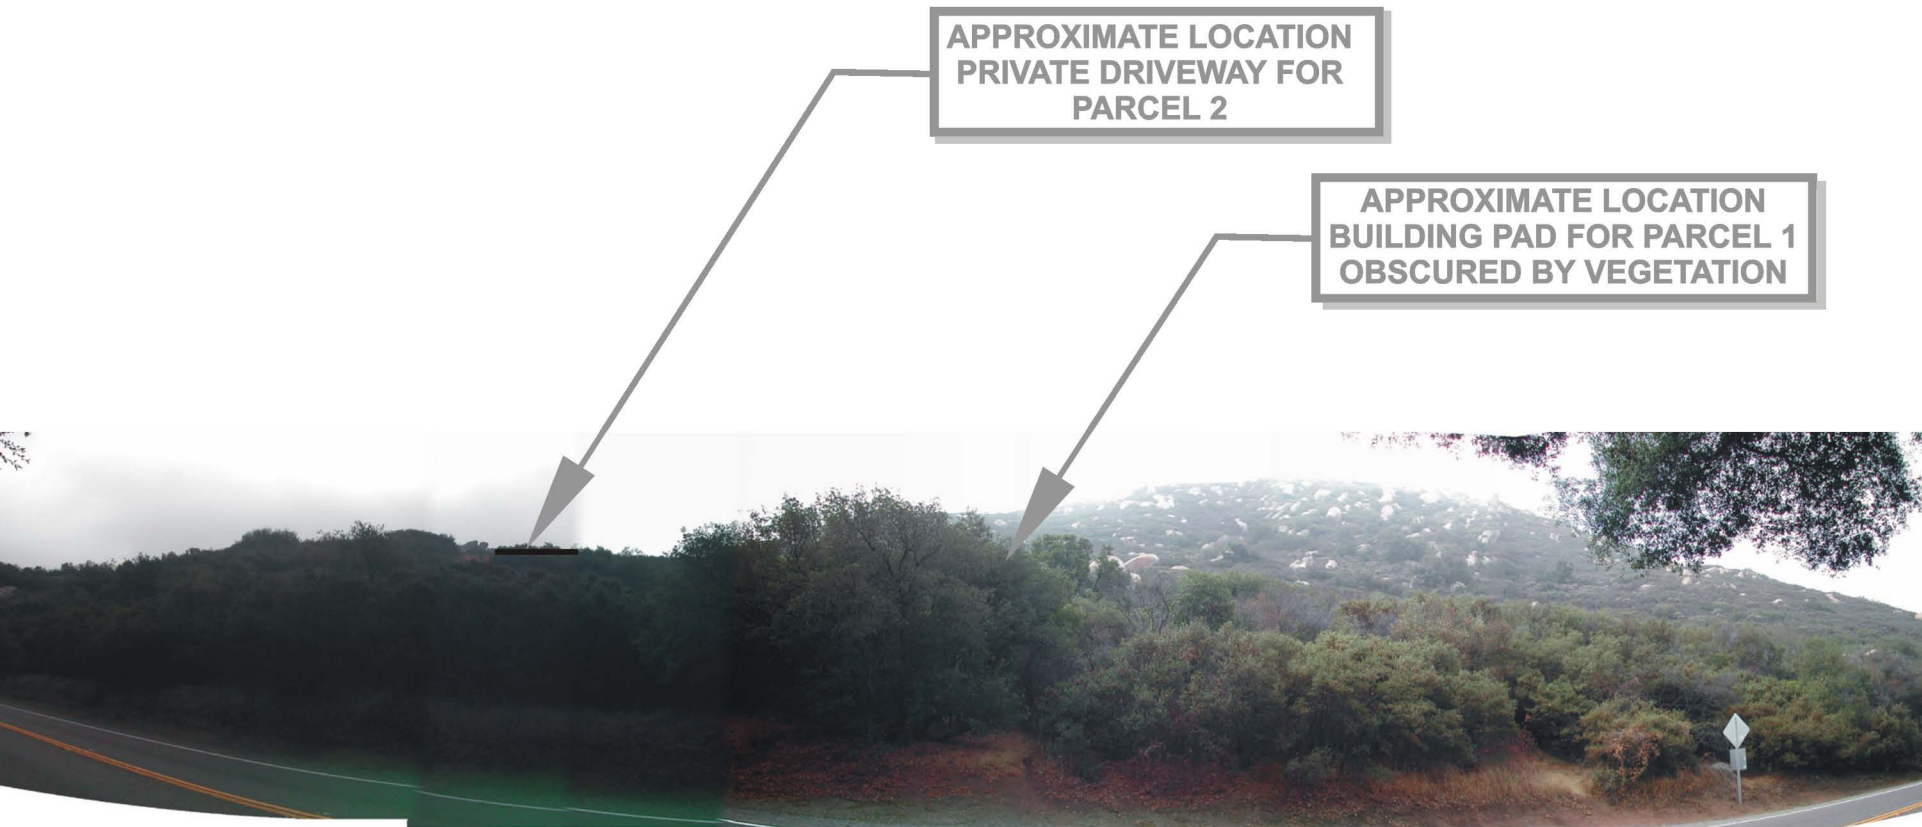 APPROXIMATE LOCATION
PRIVATE DRIVEWAY FOR
PARCEL 2
APPROXIMATE LOCATION
BUILDING PAD FOR PARCEL 1
OBSCURED BY VEGETATION